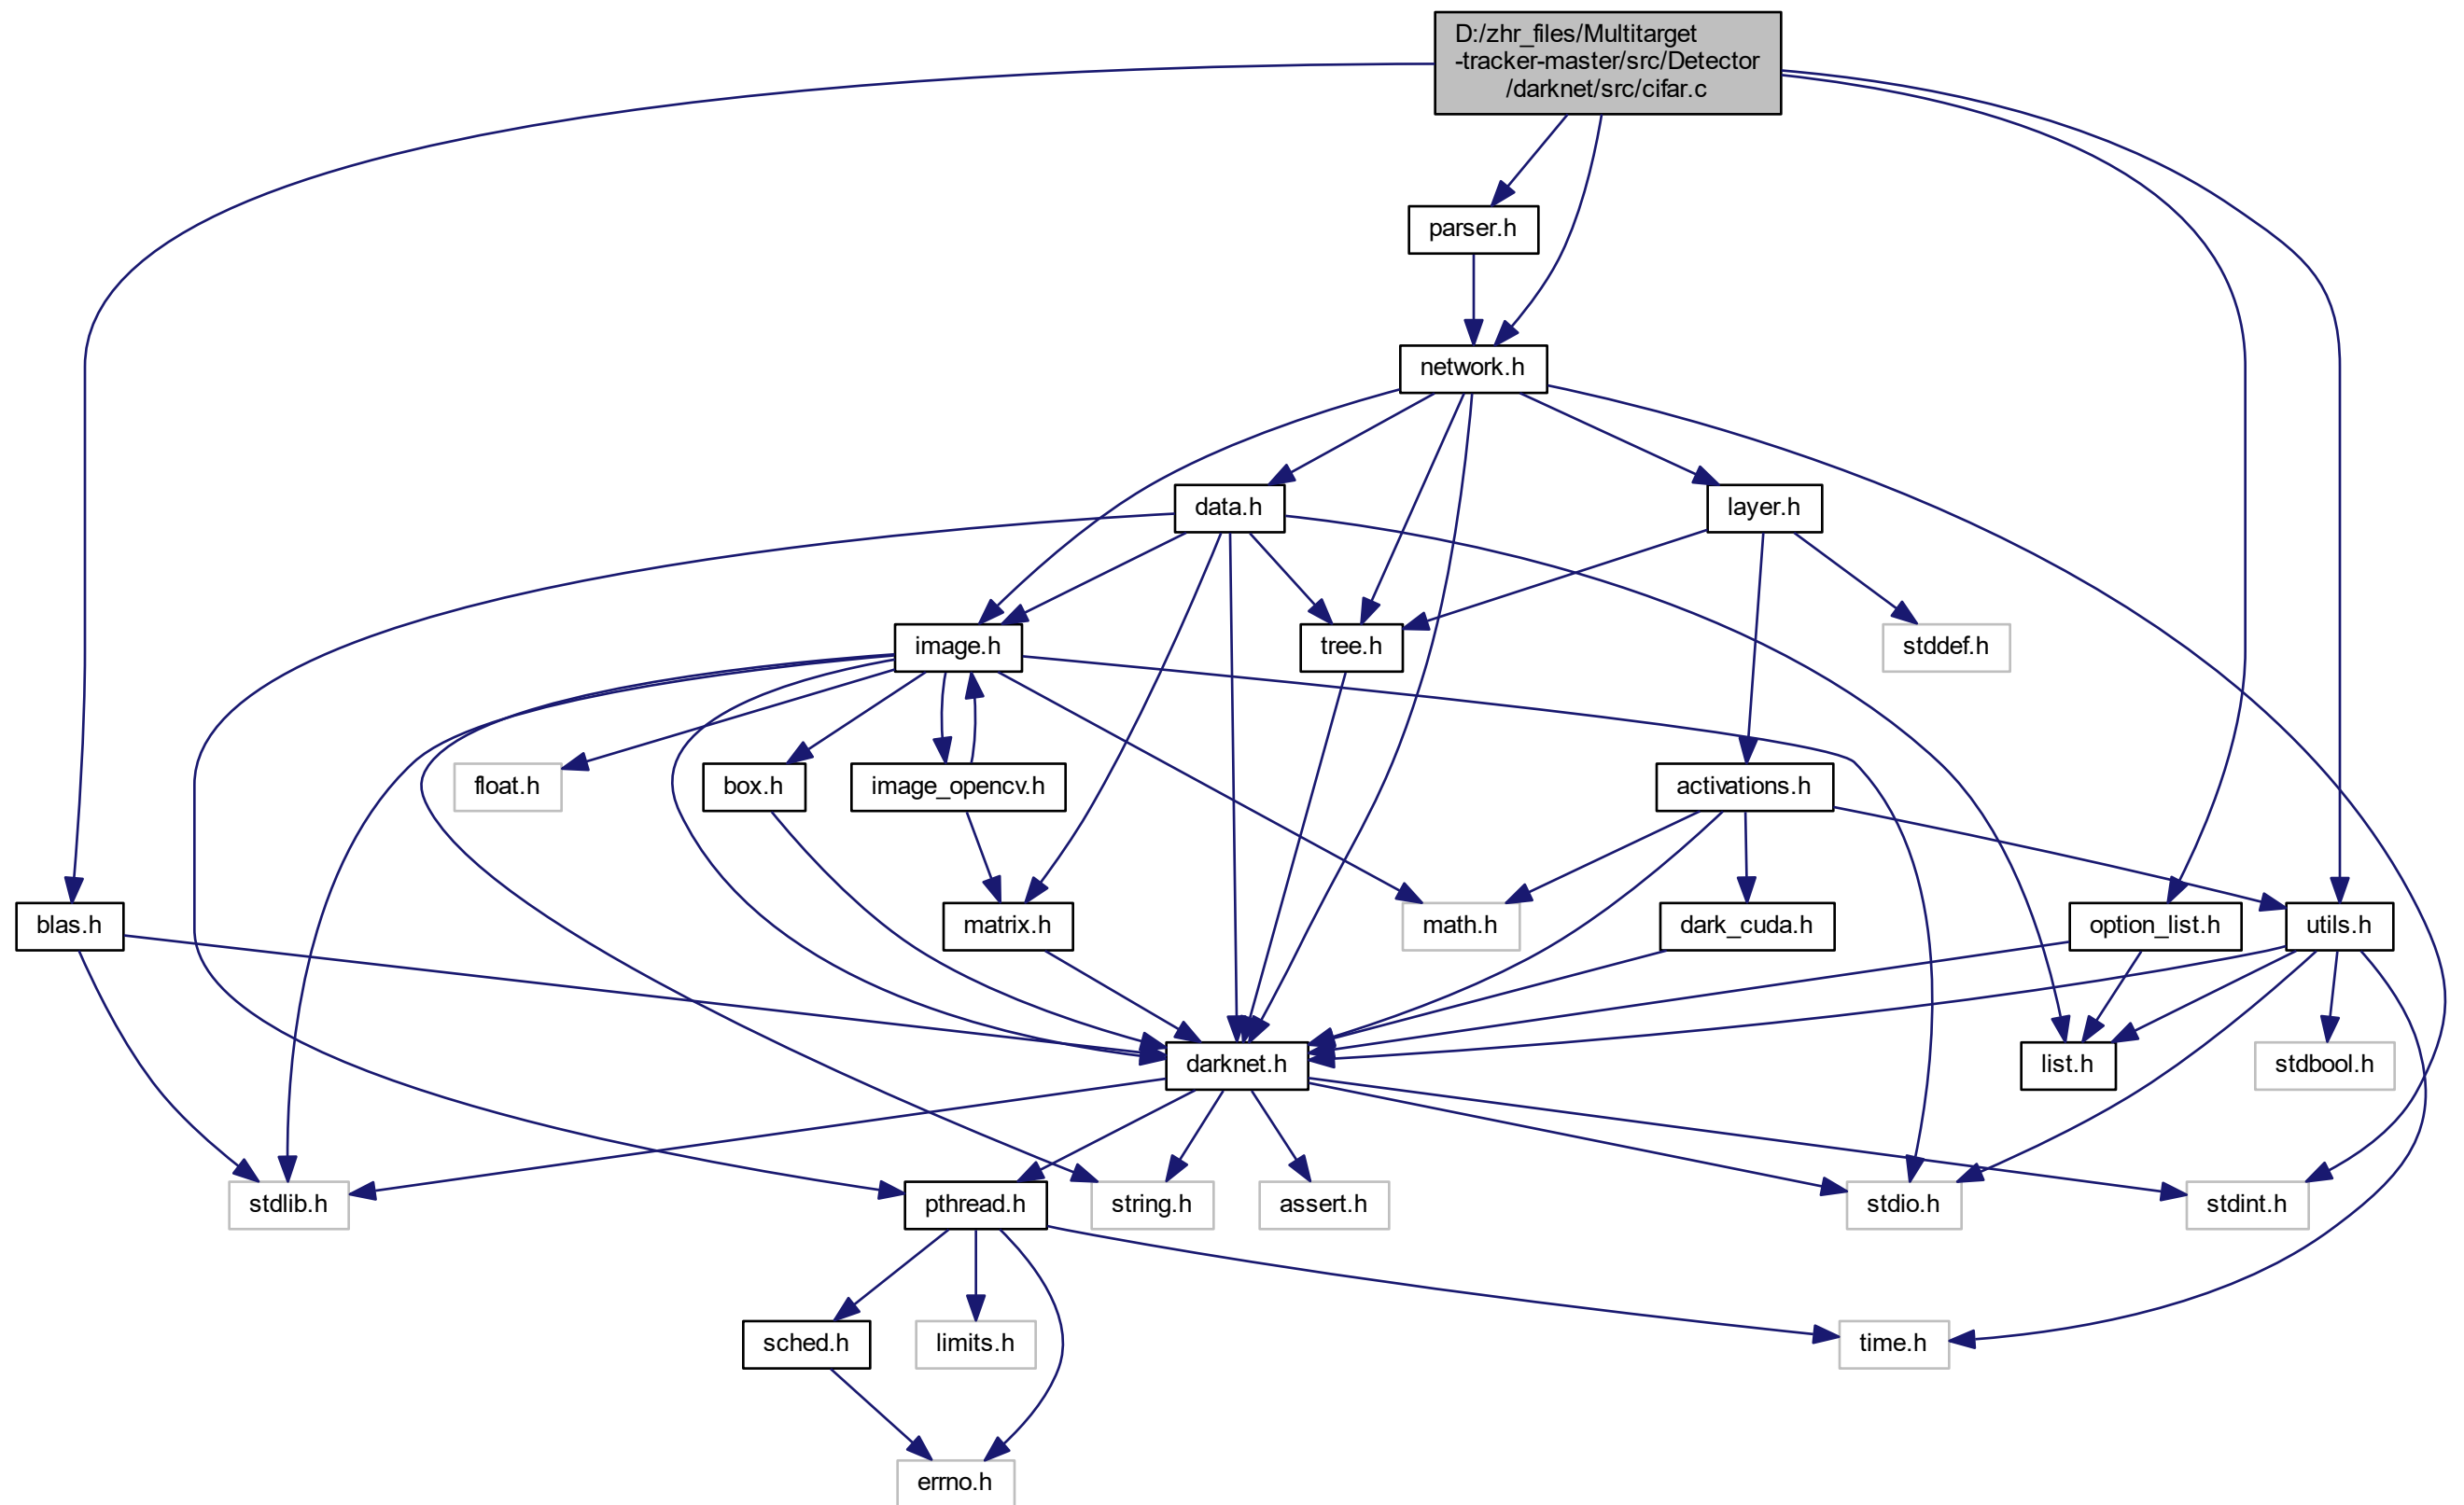 D:/zhr_files/Multitarget
-tracker-master/src/Detector
/darknet/src/cifar.c
parser.h
network.h
data.h
layer.h
image.h
tree.h
stddef.h
float.h
box.h
image_opencv.h
activations.h
blas.h
matrix.h
math.h
dark_cuda.h
option_list.h
utils.h
darknet.h
list.h
stdbool.h
stdlib.h
pthread.h
string.h
assert.h
stdio.h
stdint.h
sched.h
limits.h
time.h
errno.h